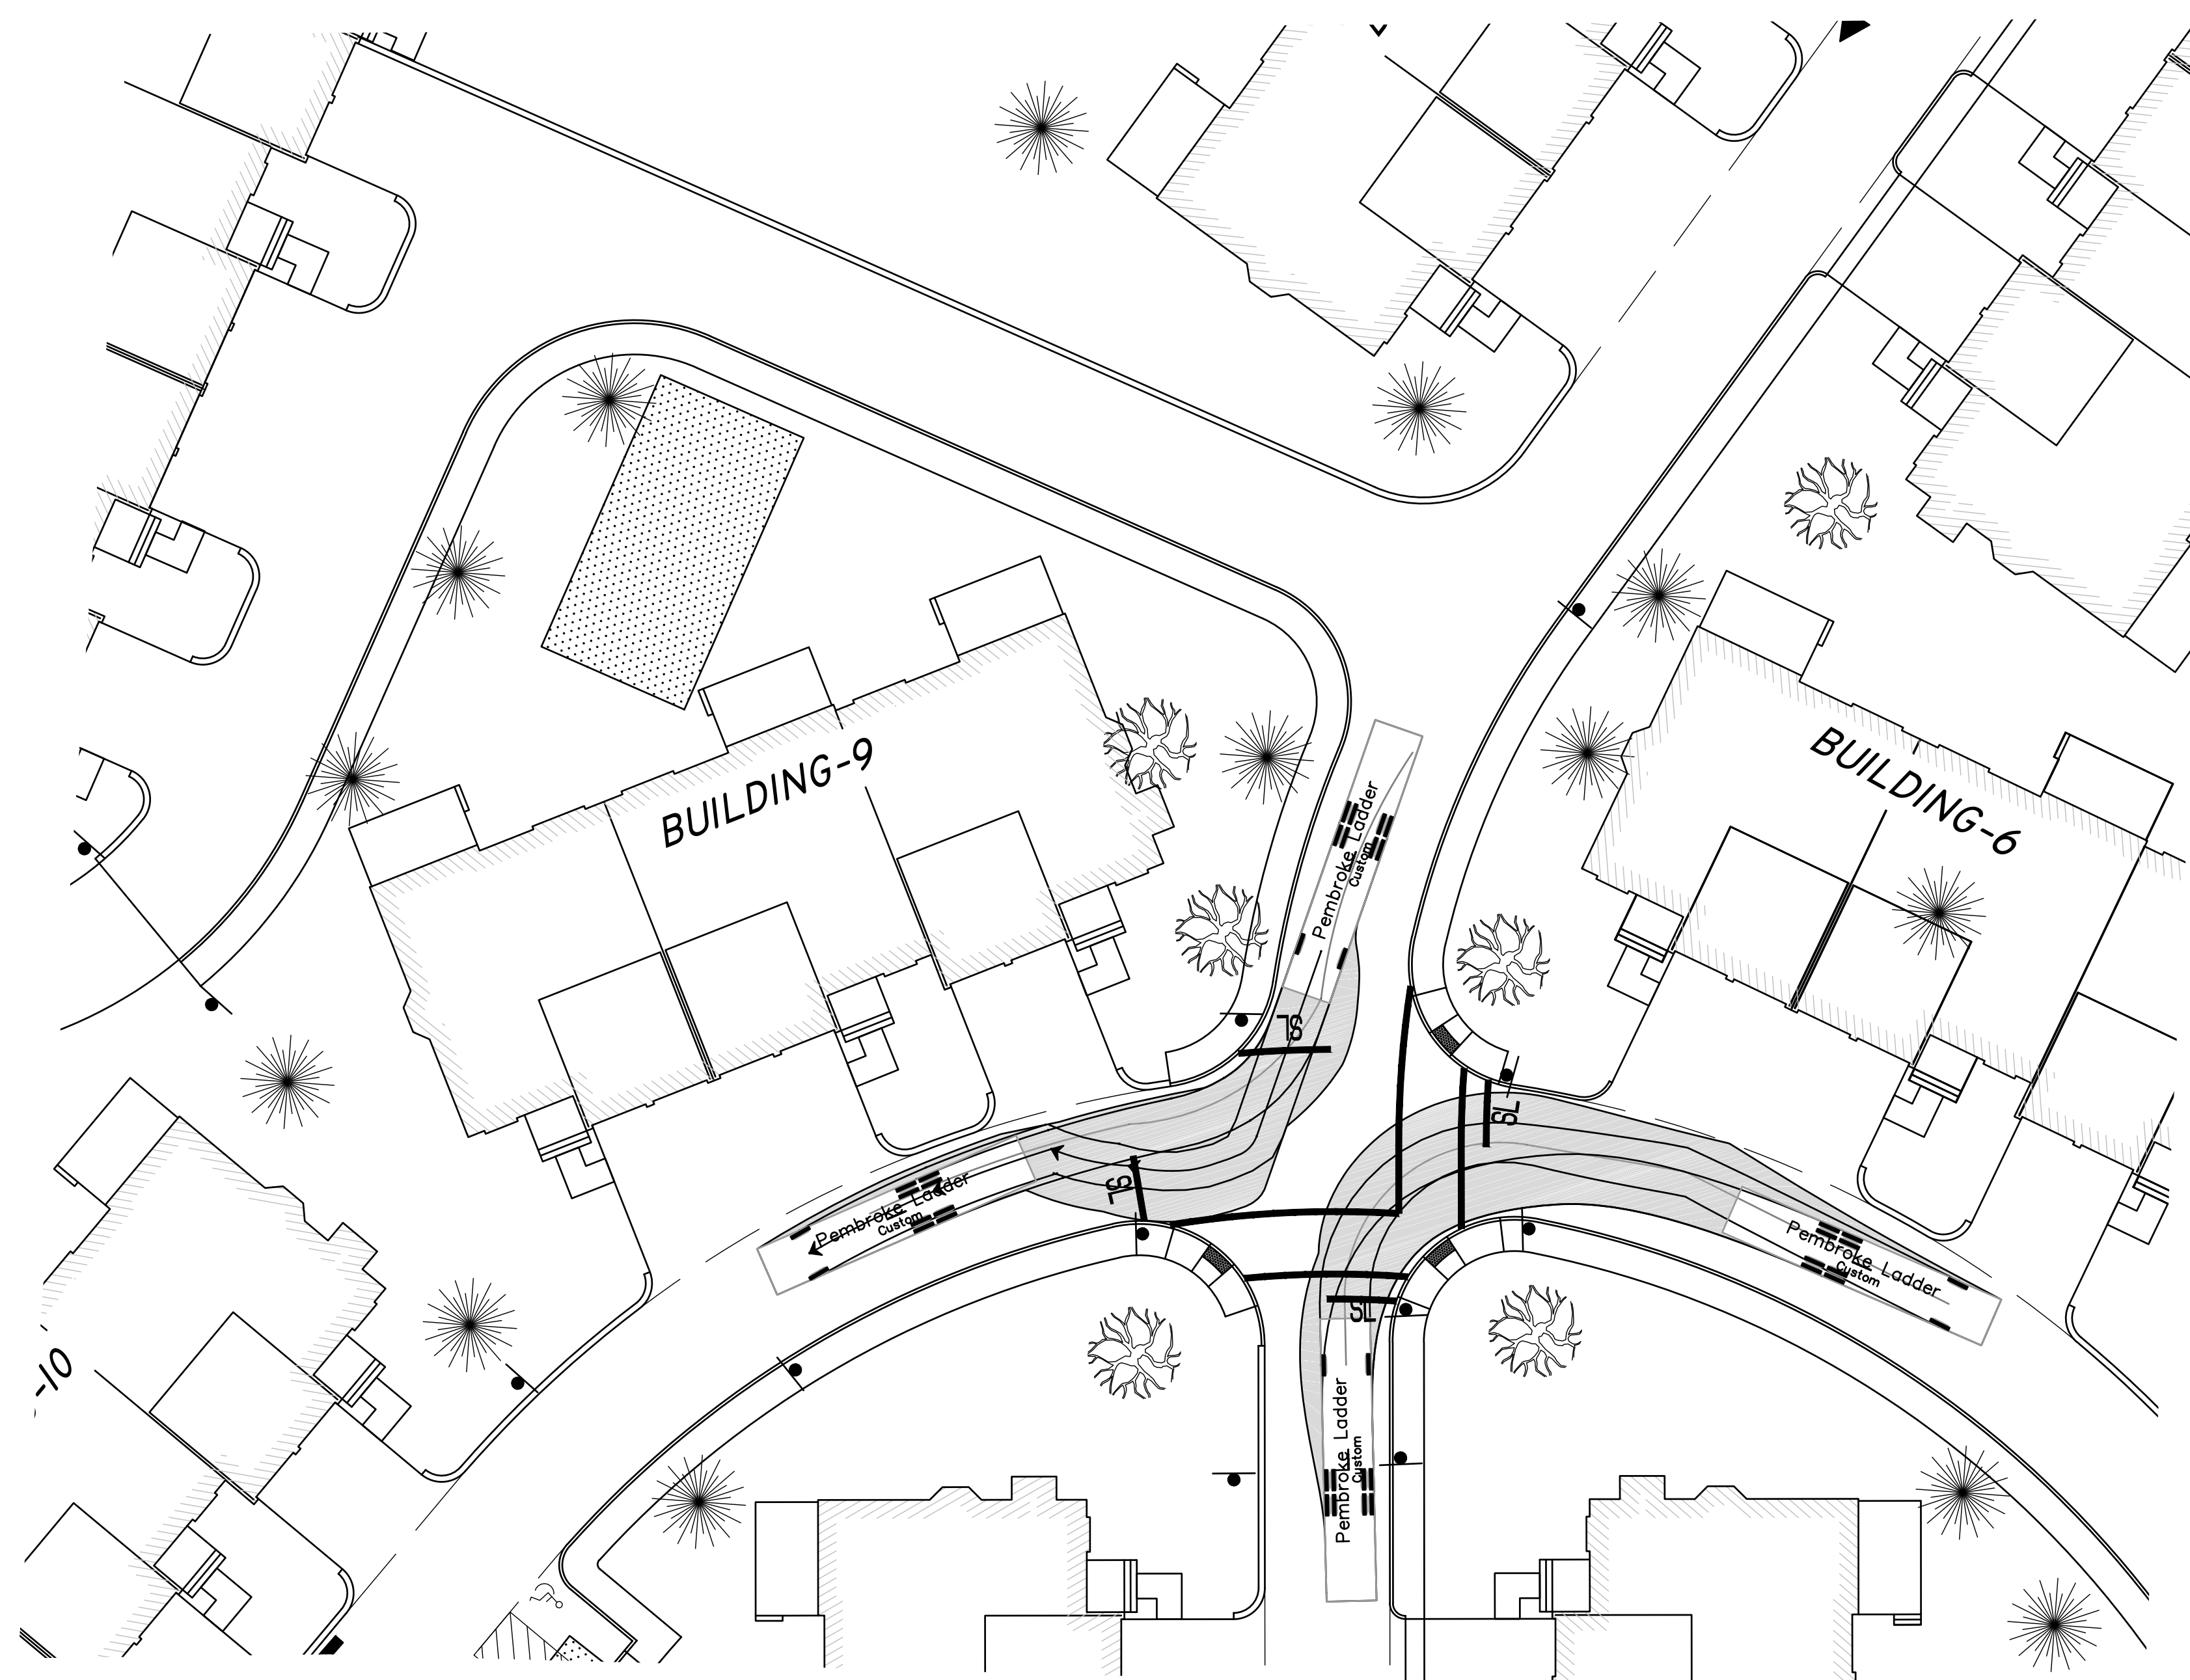 BUILDING-9
BUILDING-6
Pembroke Ladder
Custom
SL
SL
SL
Pembroke Ladder
Custom
Pembroke Ladder
Custom
SL
Pembroke Ladder
Custom
-10